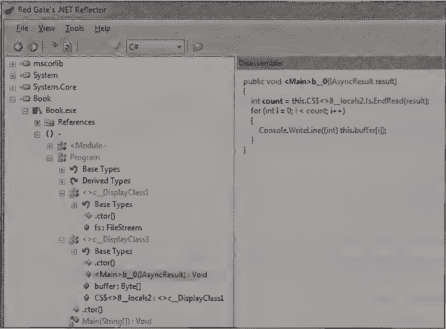 Red Gate's .NET Reflector
File View Tools Help
C#
mscorlib
System
System.Core
Book
Book.exe
References
{ } -
<Module>
Program
Base Types
Derived Types
<>c__DisplayClass1
Base Types
.ctor()
fs : FileStream
<>c__DisplayClass3
Base Types
.ctor()
<Main>b__0(IAsyncResult) : Void
buffer : Byte[]
CS$<>8__locals2 : <>c__DisplayClass1
.ctor()
Main(String[]) : Void
Disassembler
public void <Main>b__0(IAsyncResult result)
{
int count = this.CS$<>8__locals2.fs.EndRead(result);
for (int i = 0; i < count; i++)
{
Console.WriteLine((int) this.buffer[i]);
}
}